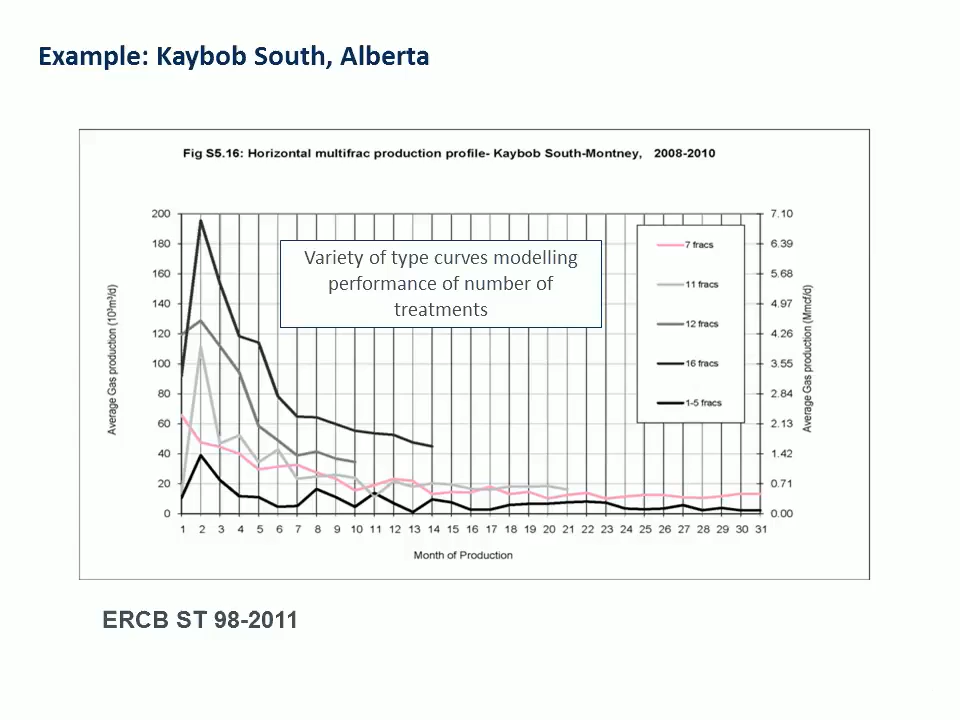 Example: Kaybob South, Alberta
Fig S5.16: Horizontal multifrac production profile- Kaybob South-Montney, 2008-2010
Average Gas production (10³m³/d)
200
180
160
140
120
100
80
60
40
20
0
Variety of type curves modelling
performance of number of
treatments
7 fracs
11 fracs
12 fracs
16 fracs
1-5 fracs
7.10
6.39
5.68
4.97
4.26
3.55
2.84
2.13
1.42
0.71
0.00
Average Gas production (Mmcf/d)
1 2 3 4 5 6 7 8 9 10 11 12 13 14 15 16 17 18 19 20 21 22 23 24 25 26 27 28 29 30 31
Month of Production
ERCB ST 98-2011